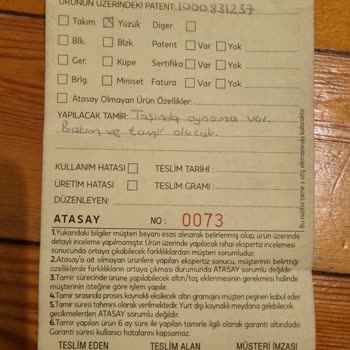 ÜRÜNÜN ÜZERİNDEKİ PATENT: 1000831237
Takım Yüzük Diger
Blk. Blzk. Patent Var Yok
Ger. Küpe Sertifika Var Yok
Brlg. Miniset Fatura Var Yok
Atasay Olmayan Ürün Özellikler:
YAPILACAK TAMİR: Taşında oynama var.
Bakım ve tamir olacak.
KULLANIM HATASI TESLİM TARİHİ :
ÜRETİM HATASI TESLİM GRAMI :
DÜZENLEYEN:
Bu nüsha tamir s atış elemanında kalacaktır.
ATASAY NO: 0073
1.Yukarıdaki bilgiler müşteri beyanı esas alınarak belirlenmiş olup, ürün üzerinde
detaylı inceleme yapılmamıştır. Ürün üzerinde yapılacak nihai ekspertiz incelemesi
sonucunda ortaya çıkabilecek farklılıklardan müşteri sorumludur.
2.Atasay'a ait olmayan ürünlere yapılan ekspertiz sonucu, müşterinin belirttiği
özelliklerde farklılıkların ortaya çıkması durumunda ATASAY sorumlu değildir.
3.Tamir sürecinde ürüne yapılabilecek altın/taş eklenmesinin gerekmesi halinde
müşterinin isteğine göre işlem yapılır.
4.Tamir sırasında proses kaynaklı eksilecek altın gramajını müşteri peşinen kabul eder.
5.Tamir süresi tahmini olarak verilmektedir. Yurt dışı kaynaklı meydana gelebilecek
gecikmelerden ATASAY sorumlu değildir.
6.Tamir yapılan ürün 6 ay süre ile yapılan tamirle ilgili olarak garanti altındadır.
Garanti süresi kullanıcı hatalarını kapsamaz.
TESLİM EDEN TESLİM ALAN MÜŞTERİ İMZASI